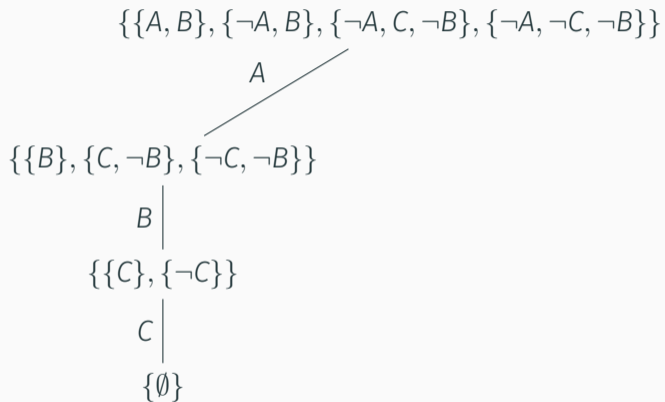 {{A, B}, {¬A, B}, {¬A, C, ¬B}, {¬A, ¬C, ¬B}}
A
{{B}, {C, ¬B}, {¬C, ¬B}}
B
{{C}, {¬C}}
C
{∅}